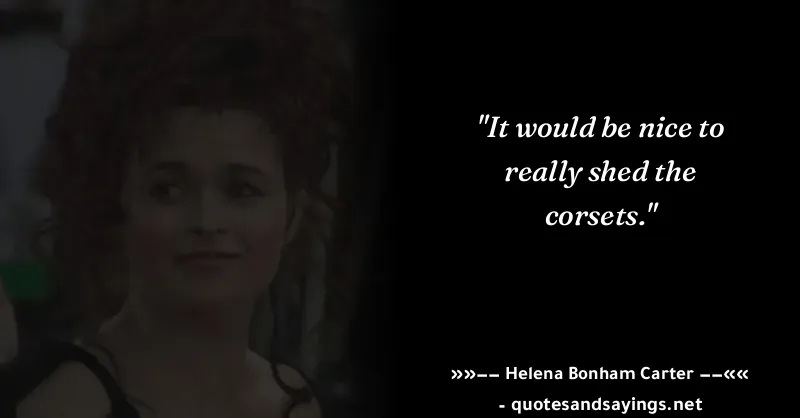 "It would be nice to
really shed the
corsets."
»»−− Helena Bonham Carter −−««
- quotesandsayings.net